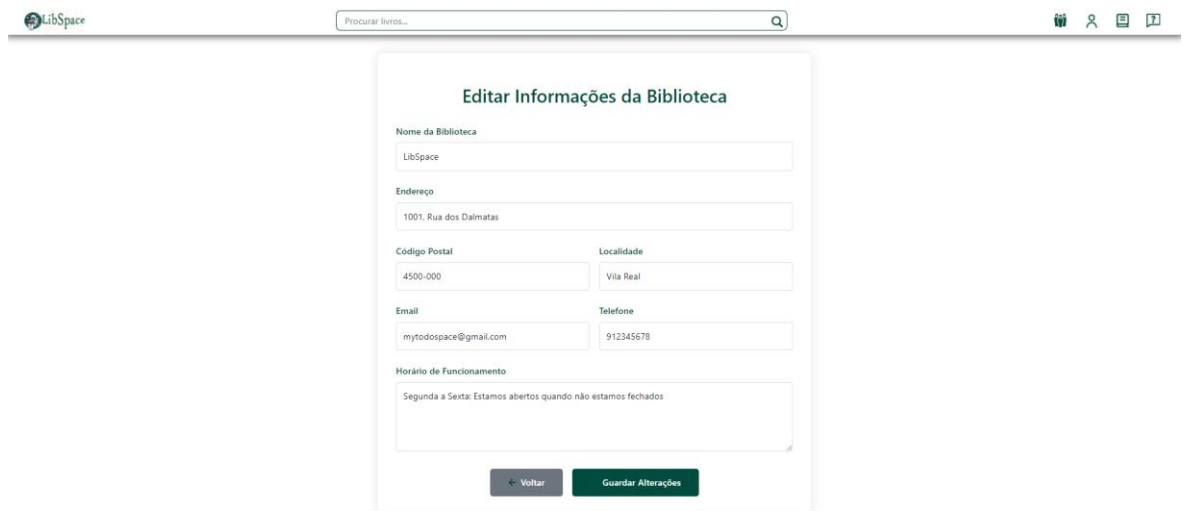 LibSpace
Procurar livros...
Editar Informações da Biblioteca
Nome da Biblioteca
LibSpace
Endereço
1001, Rua dos Dalmatas
Código Postal Localidade
4500-000 Vila Real
Email Telefone
mytodospace@gmail.com 912345678
Horário de Funcionamento
Segunda a Sexta: Estamos abertos quando não estamos fechados
← Voltar Guardar Alterações